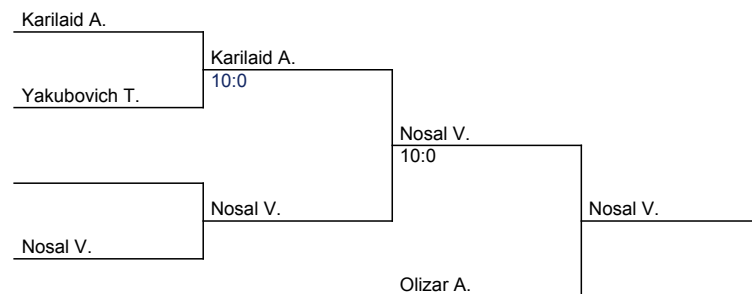 Karilaid A.
Karilaid A.
10:0
Yakubovich T.
Nosal V.
10:0
Nosal V.
Nosal V.
Nosal V.
Olizar A.